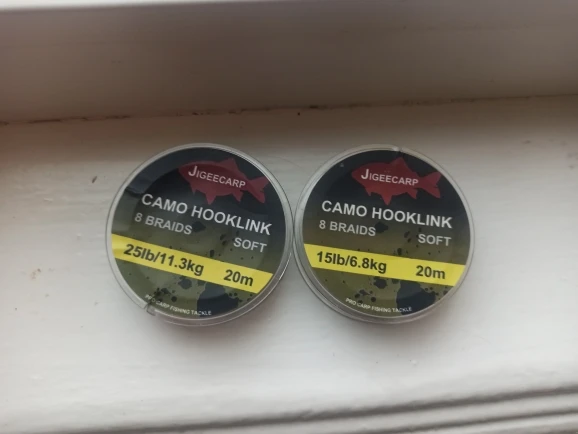 JIGEECARP
CAMO HOOKLINK
8 BRAIDS
SOFT
25lb/11.3kg 20m
PRO CARP FISHING TACKLE
JIGEECARP
CAMO HOOKLINK
8 BRAIDS
SOFT
15lb/6.8kg 20m
PRO CARP FISHING TACKLE